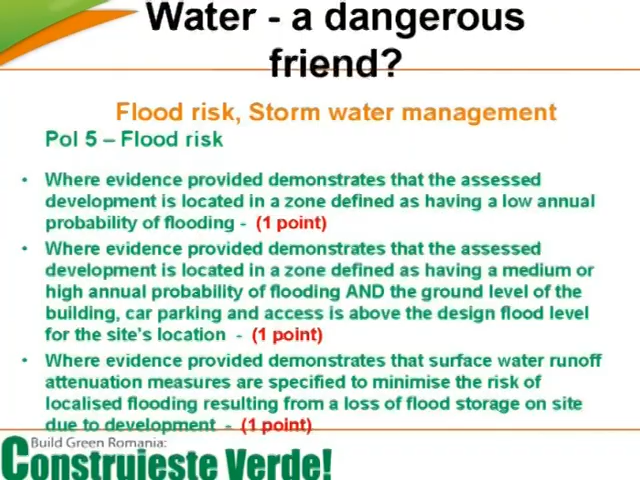 Water - a dangerous
friend?
Flood risk, Storm water management
Pol 5 – Flood risk
• Where evidence provided demonstrates that the assessed
development is located in a zone defined as having a low annual
probability of flooding - (1 point)
• Where evidence provided demonstrates that the assessed
development is located in a zone defined as having a medium or
high annual probability of flooding AND the ground level of the
building, car parking and access is above the design flood level
for the site's location - (1 point)
• Where evidence provided demonstrates that surface water runoff
attenuation measures are specified to minimise the risk of
localised flooding resulting from a loss of flood storage on site
due to development - (1 point)
Build Green Romania:
Construieste Verde!